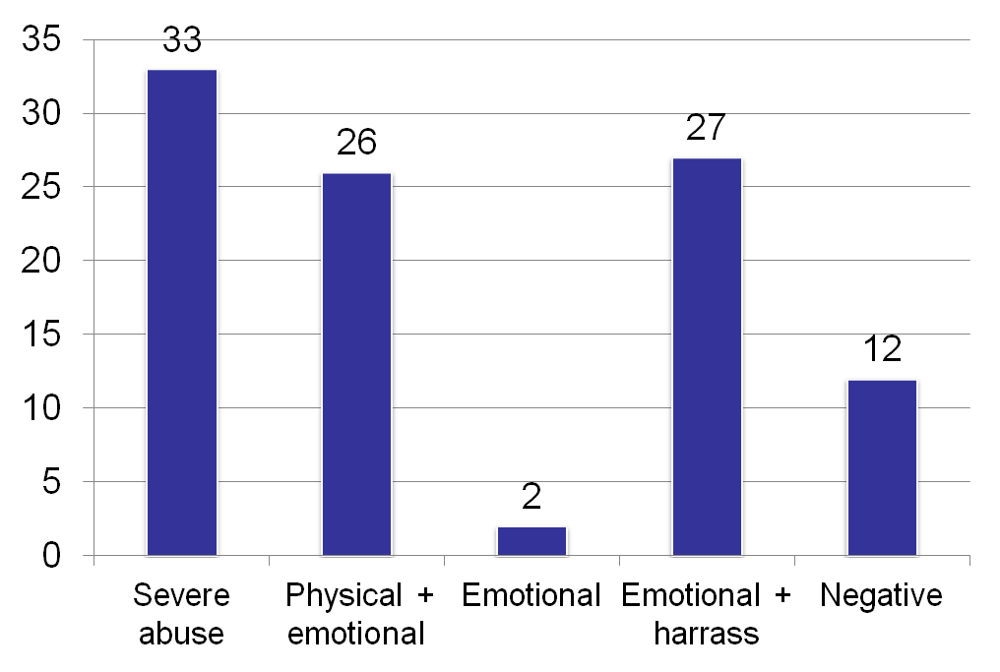 35
30
25
20
15
10
5
0
33
26
2
27
12
Severe
abuse
Physical +
emotional
Emotional
Emotional +
harrass
Negative